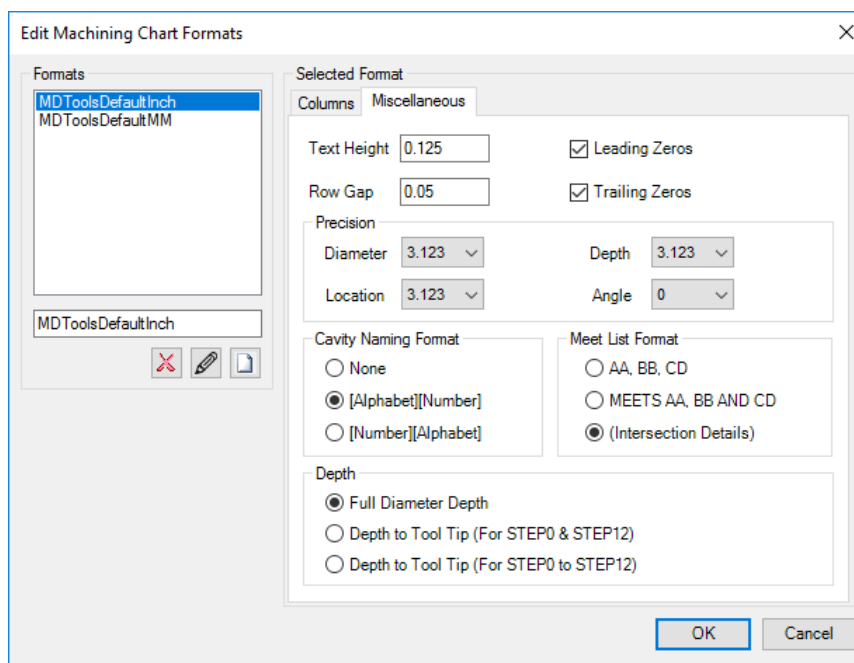 Edit Machining Chart Formats
Formats
MDToolsDefaultInch
MDToolsDefaultMM
MDToolsDefaultInch
Selected Format
Columns Miscellaneous
Text Height 0.125 Leading Zeros
Row Gap 0.05 Trailing Zeros
Precision
Diameter 3.123 Depth 3.123
Location 3.123 Angle 0
Cavity Naming Format
None
[Alphabet][Number]
[Number][Alphabet]
Meet List Format
AA, BB, CD
MEETS AA, BB AND CD
(Intersection Details)
Depth
Full Diameter Depth
Depth to Tool Tip (For STEP0 & STEP12)
Depth to Tool Tip (For STEP0 to STEP12)
OK Cancel